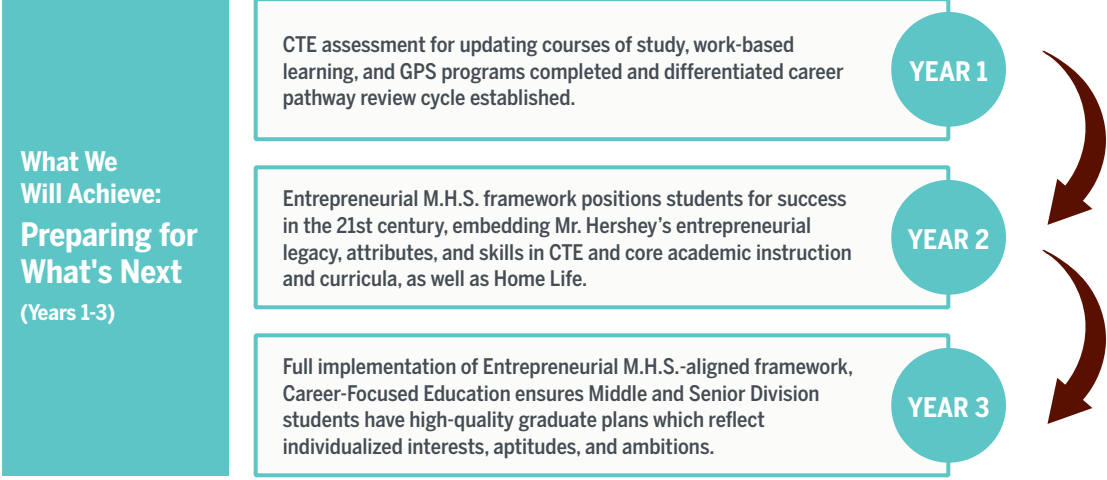 What We
Will Achieve:
Preparing for
What's Next
(Years 1-3)
CTE assessment for updating courses of study, work-based
learning, and GPS programs completed and differentiated career
pathway review cycle established.
YEAR 1
Entrepreneurial M.H.S. framework positions students for success
in the 21st century, embedding Mr. Hershey’s entrepreneurial
legacy, attributes, and skills in CTE and core academic instruction
and curricula, as well as Home Life.
YEAR 2
Full implementation of Entrepreneurial M.H.S.-aligned framework,
Career-Focused Education ensures Middle and Senior Division
students have high-quality graduate plans which reflect
individualized interests, aptitudes, and ambitions.
YEAR 3